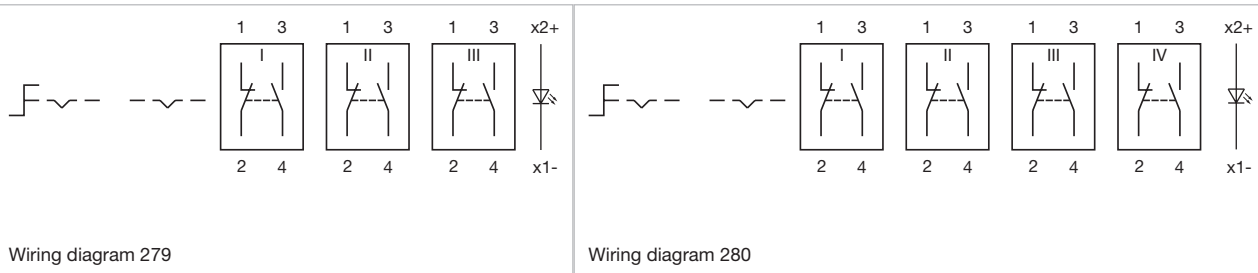 1 3 1 3 1 3 x2+
I II III
2 4 2 4 2 4 x1-
Wiring diagram 279
1 3 1 3 1 3 1 3 x2+
I II III IV
2 4 2 4 2 4 2 4 x1-
Wiring diagram 280